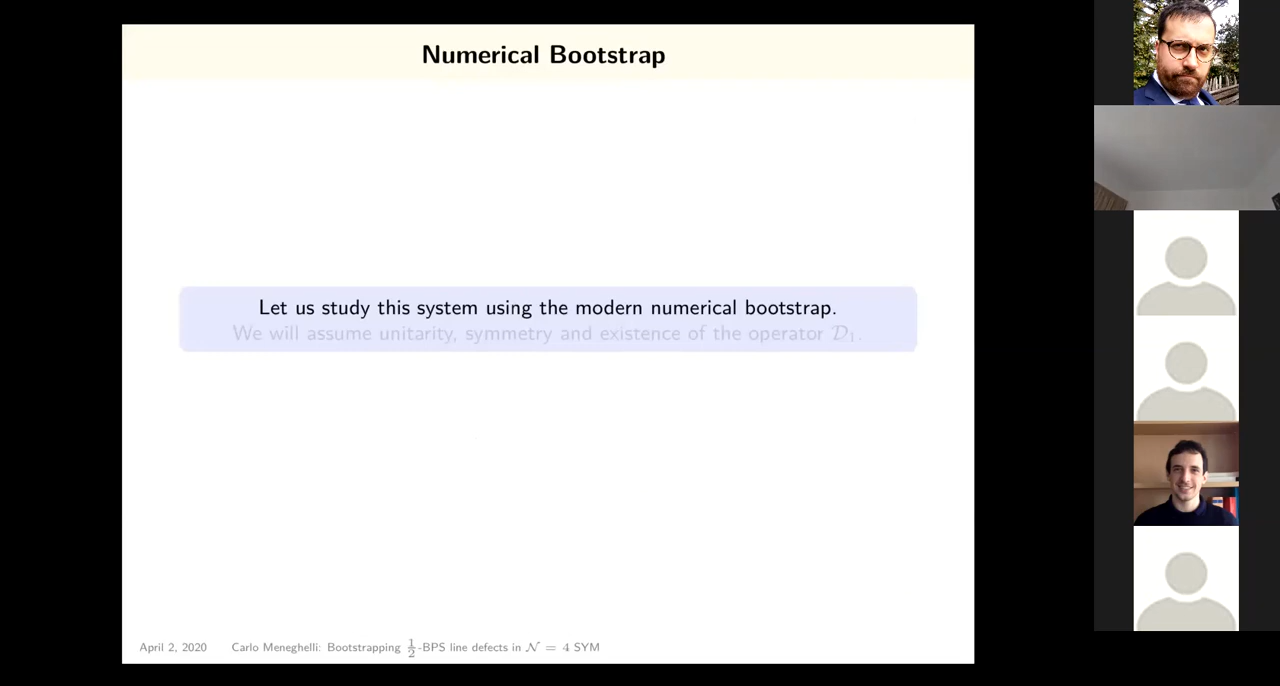 Numerical Bootstrap
Let us study this system using the modern numerical bootstrap.
We will assume unitarity, symmetry and existence of the operator 𝒟₁.
April 2, 2020 Carlo Meneghelli: Bootstrapping ½-BPS line defects in 𝒩 = 4 SYM